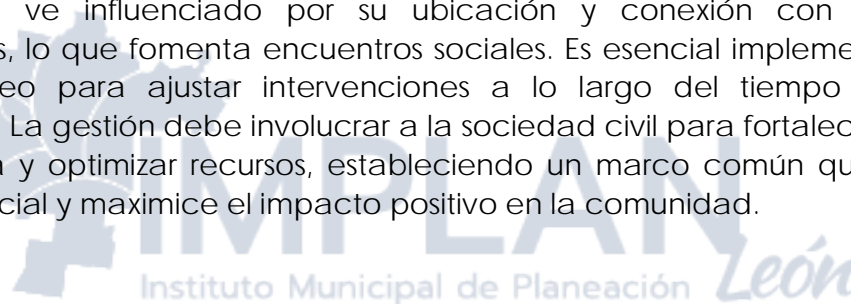 ve influenciado por su ubicación y conexión con
s, lo que fomenta encuentros sociales. Es esencial impleme
eo para ajustar intervenciones a lo largo del tiempo
La gestión debe involucrar a la sociedad civil para fortalec
a y optimizar recursos, estableciendo un marco común qu
cial y maximice el impacto positivo en la comunidad.
IMPLAN
Instituto Municipal de Planeación León